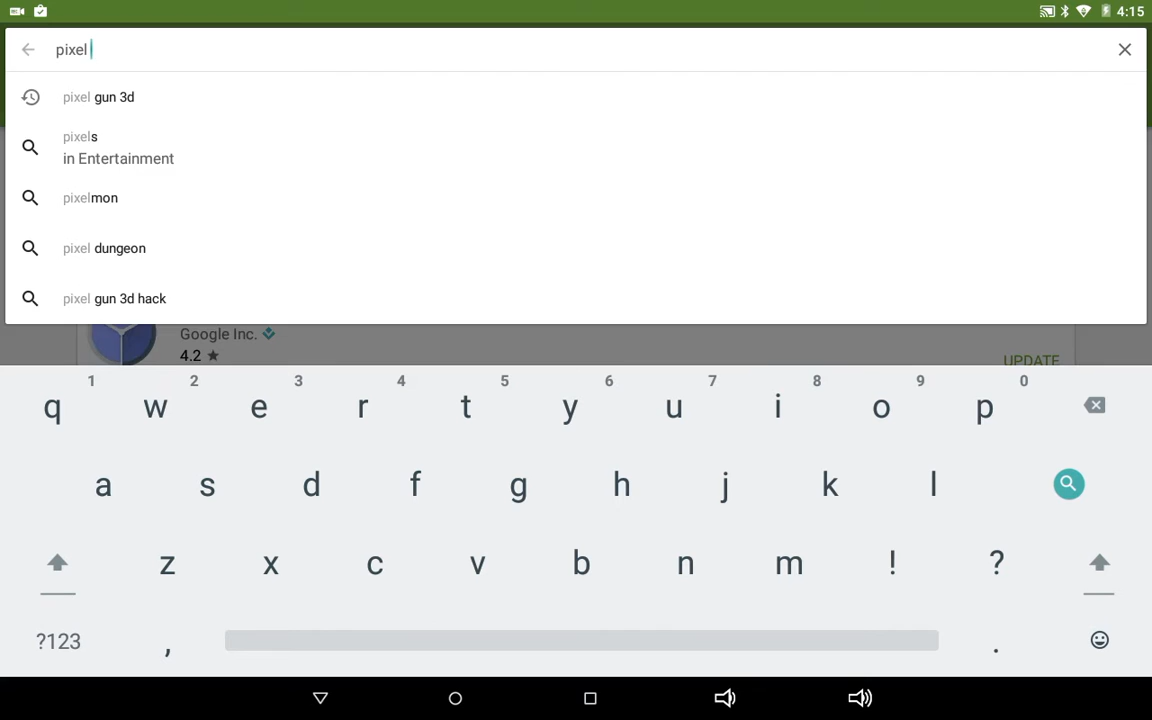 4:15
pixel
pixel gun 3d
pixels
in Entertainment
pixelmon
pixel dungeon
pixel gun 3d hack
Google Inc.
4.2 ★
UPDATE
1 2 3 4 5 6 7 8 9 0
q w e r t y u i o p
a s d f g h j k l
z x c v b n m ! ?
?123 , .